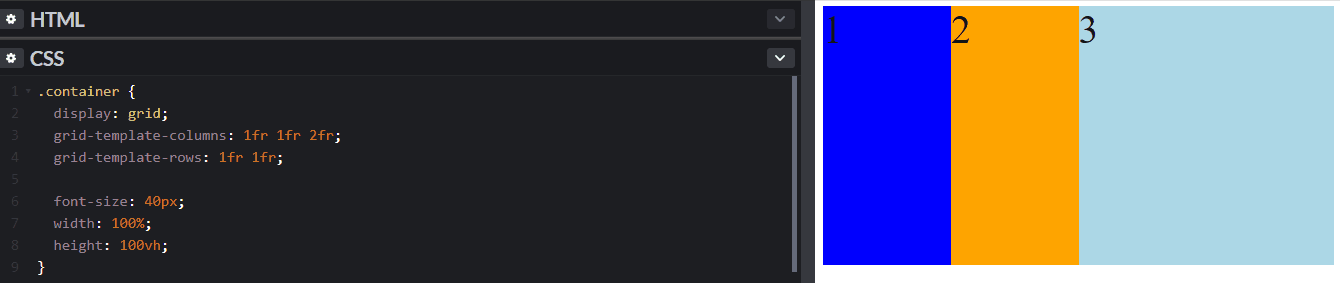 HTML
CSS
1 .container {
2 display: grid;
3 grid-template-columns: 1fr 1fr 2fr;
4 grid-template-rows: 1fr 1fr;
5
6 font-size: 40px;
7 width: 100%;
8 height: 100vh;
9 }
1 2 3